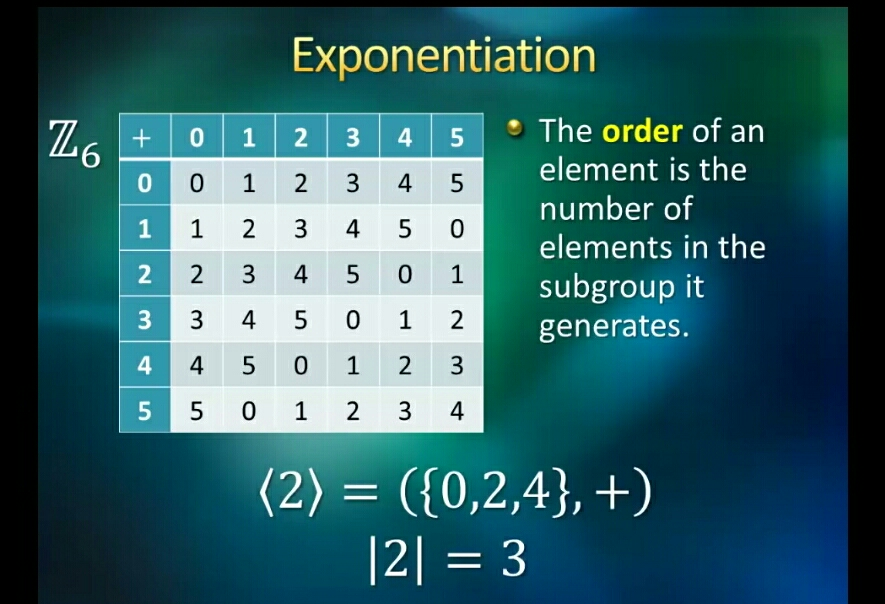 Exponentiation
ℤ₆
+ 0 1 2 3 4 5
0 0 1 2 3 4 5
1 1 2 3 4 5 0
2 2 3 4 5 0 1
3 3 4 5 0 1 2
4 4 5 0 1 2 3
5 5 0 1 2 3 4
The order of an
element is the
number of
elements in the
subgroup it
generates.
⟨2⟩ = ({0,2,4}, +)
|2| = 3